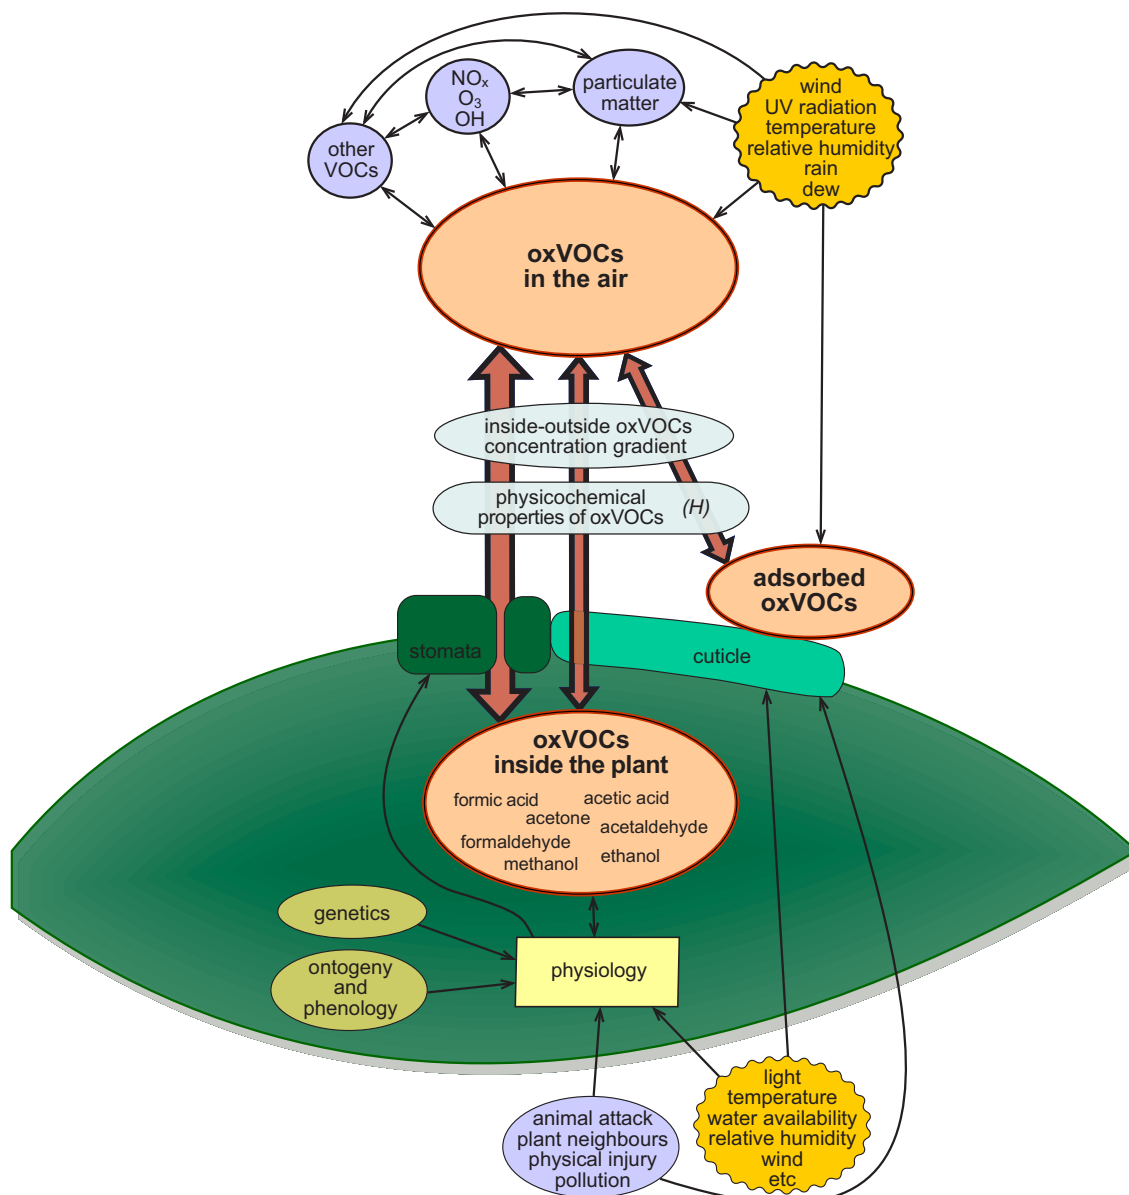 NOₓ
O₃
OH
particulate
matter
other
VOCs
wind
UV radiation
temperature
relative humidity
rain
dew
oxVOCs
in the air
inside-outside oxVOCs
concentration gradient
physicochemical
properties of oxVOCs (H)
adsorbed
oxVOCs
stomata
cuticle
oxVOCs
inside the plant
formic acid
acetic acid
acetone
acetaldehyde
formaldehyde
methanol
ethanol
genetics
ontogeny
and
phenology
physiology
animal attack
plant neighbours
physical injury
pollution
light
temperature
water availability
relative humidity
wind
etc